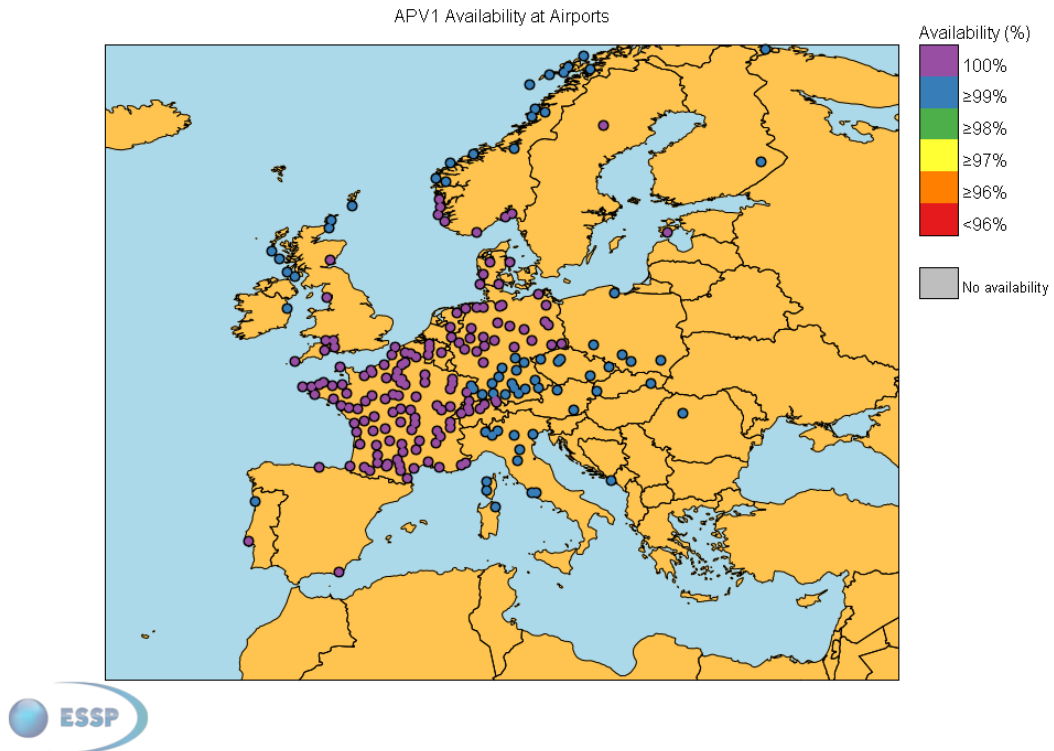 APV1 Availability at Airports
Availability (%)
100%
≥99%
≥98%
≥97%
≥96%
<96%
No availability
ESSP